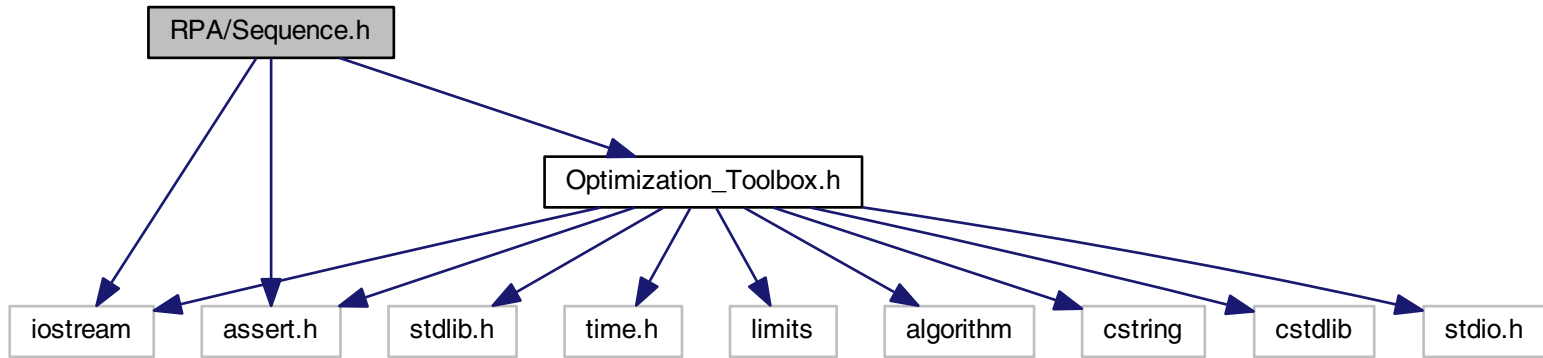 RPA/Sequence.h
Optimization_Toolbox.h
iostream
assert.h
stdlib.h
time.h
limits
algorithm
cstring
cstdlib
stdio.h